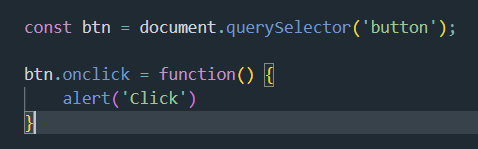 const btn = document.querySelector('button');
btn.onclick = function() {
    alert('Click')
}